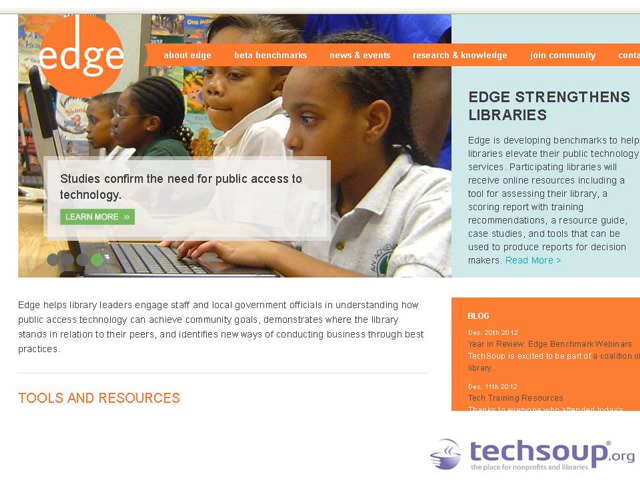 edge
about edge beta benchmarks news & events research & knowledge join community conta
EDGE STRENGTHENS
LIBRARIES
Edge is developing benchmarks to help
libraries elevate their public technology
services. Participating libraries will
receive online resources including a
tool for assessing their library, a
scoring report with training
recommendations, a resource guide,
case studies, and tools that can be
used to produce reports for decision
makers. Read More >
Studies confirm the need for public access to
technology.
LEARN MORE »
Edge helps library leaders engage staff and local government officials in understanding how
public access technology can achieve community goals, demonstrates where the library
stands in relation to their peers, and identifies new ways of conducting business through best
practices.
TOOLS AND RESOURCES
BLOG
Dec. 20th 2012
Year in Review: Edge Benchmark Webinars
TechSoup is excited to be part of a coalition of
library...
Dec. 11th 2012
Tech Training Resources
Thanks to everyone who attended today's
techsoup®.org
the place for nonprofits and libraries